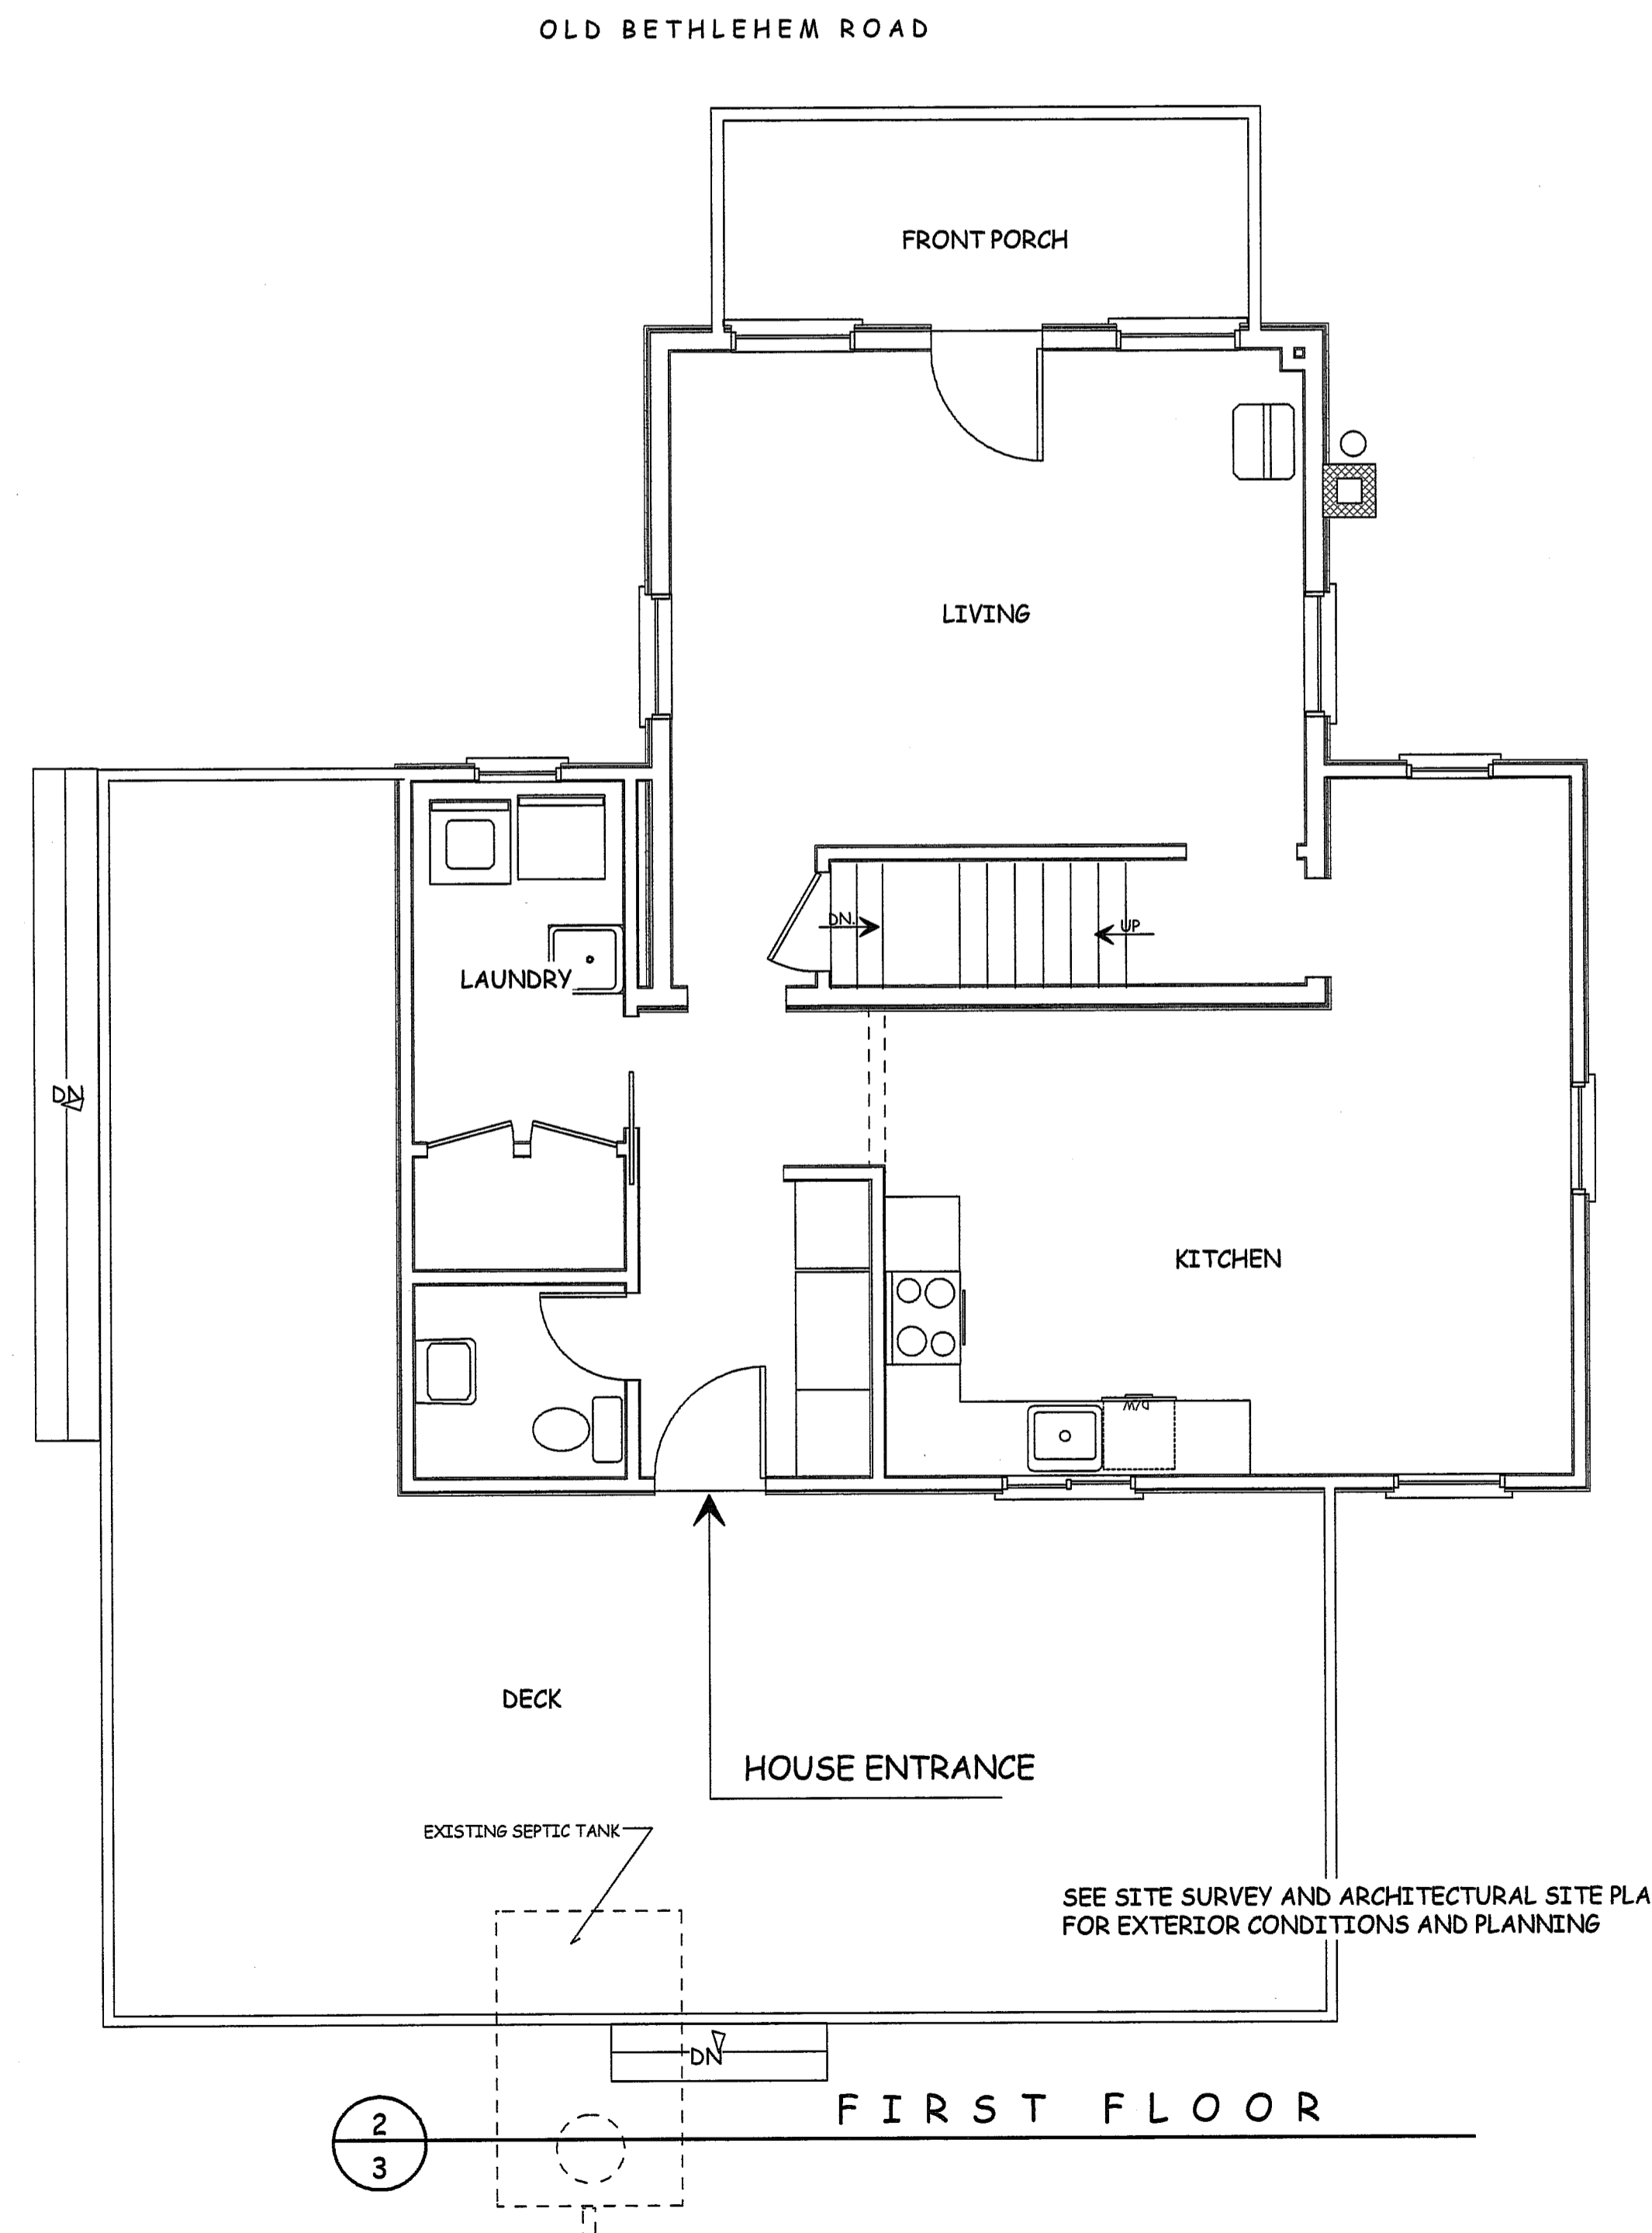 OLD BETHLEHEM ROAD
FRONT PORCH
LIVING
DN.
UP
LAUNDRY
DN
KITCHEN
D/W
DECK
HOUSE ENTRANCE
EXISTING SEPTIC TANK
SEE SITE SURVEY AND ARCHITECTURAL SITE PLA
FOR EXTERIOR CONDITIONS AND PLANNING
DN
FIRST FLOOR
2
3